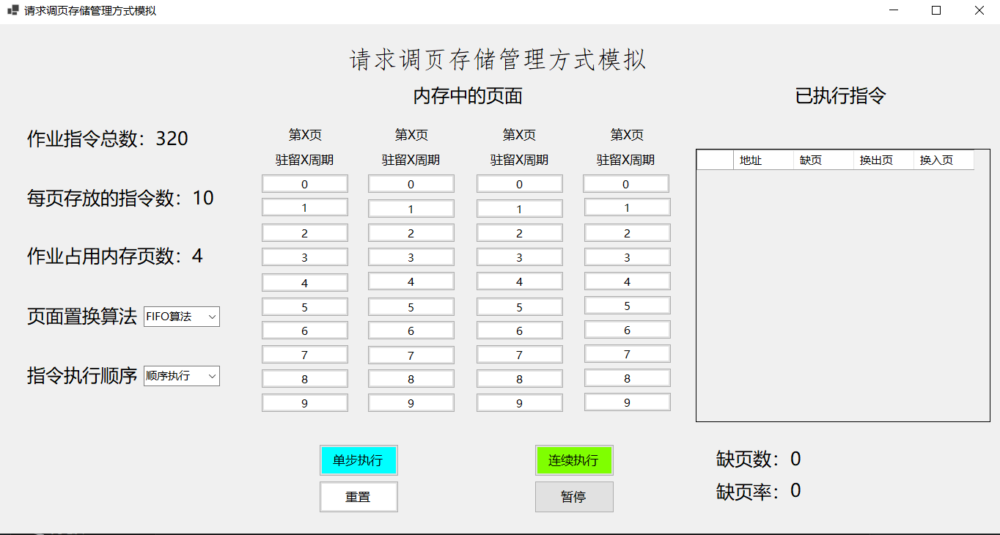 请求调页存储管理方式模拟
请求调页存储管理方式模拟
内存中的页面
已执行指令
作业指令总数：320
每页存放的指令数：10
作业占用内存页数：4
页面置换算法 FIFO算法
指令执行顺序 顺序执行
第X页 第X页 第X页 第X页
驻留X周期 驻留X周期 驻留X周期 驻留X周期
0 0 0 0
1 1 1 1
2 2 2 2
3 3 3 3
4 4 4 4
5 5 5 5
6 6 6 6
7 7 7 7
8 8 8 8
9 9 9 9
地址 缺页 换出页 换入页
单步执行 连续执行
重置 暂停
缺页数：0
缺页率：0